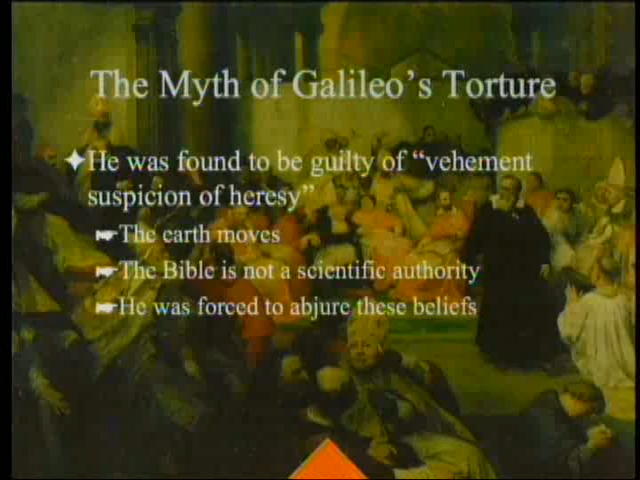 The Myth of Galileo's Torture
He was found to be guilty of “vehement
suspicion of heresy”
The earth moves
The Bible is not a scientific authority
He was forced to abjure these beliefs